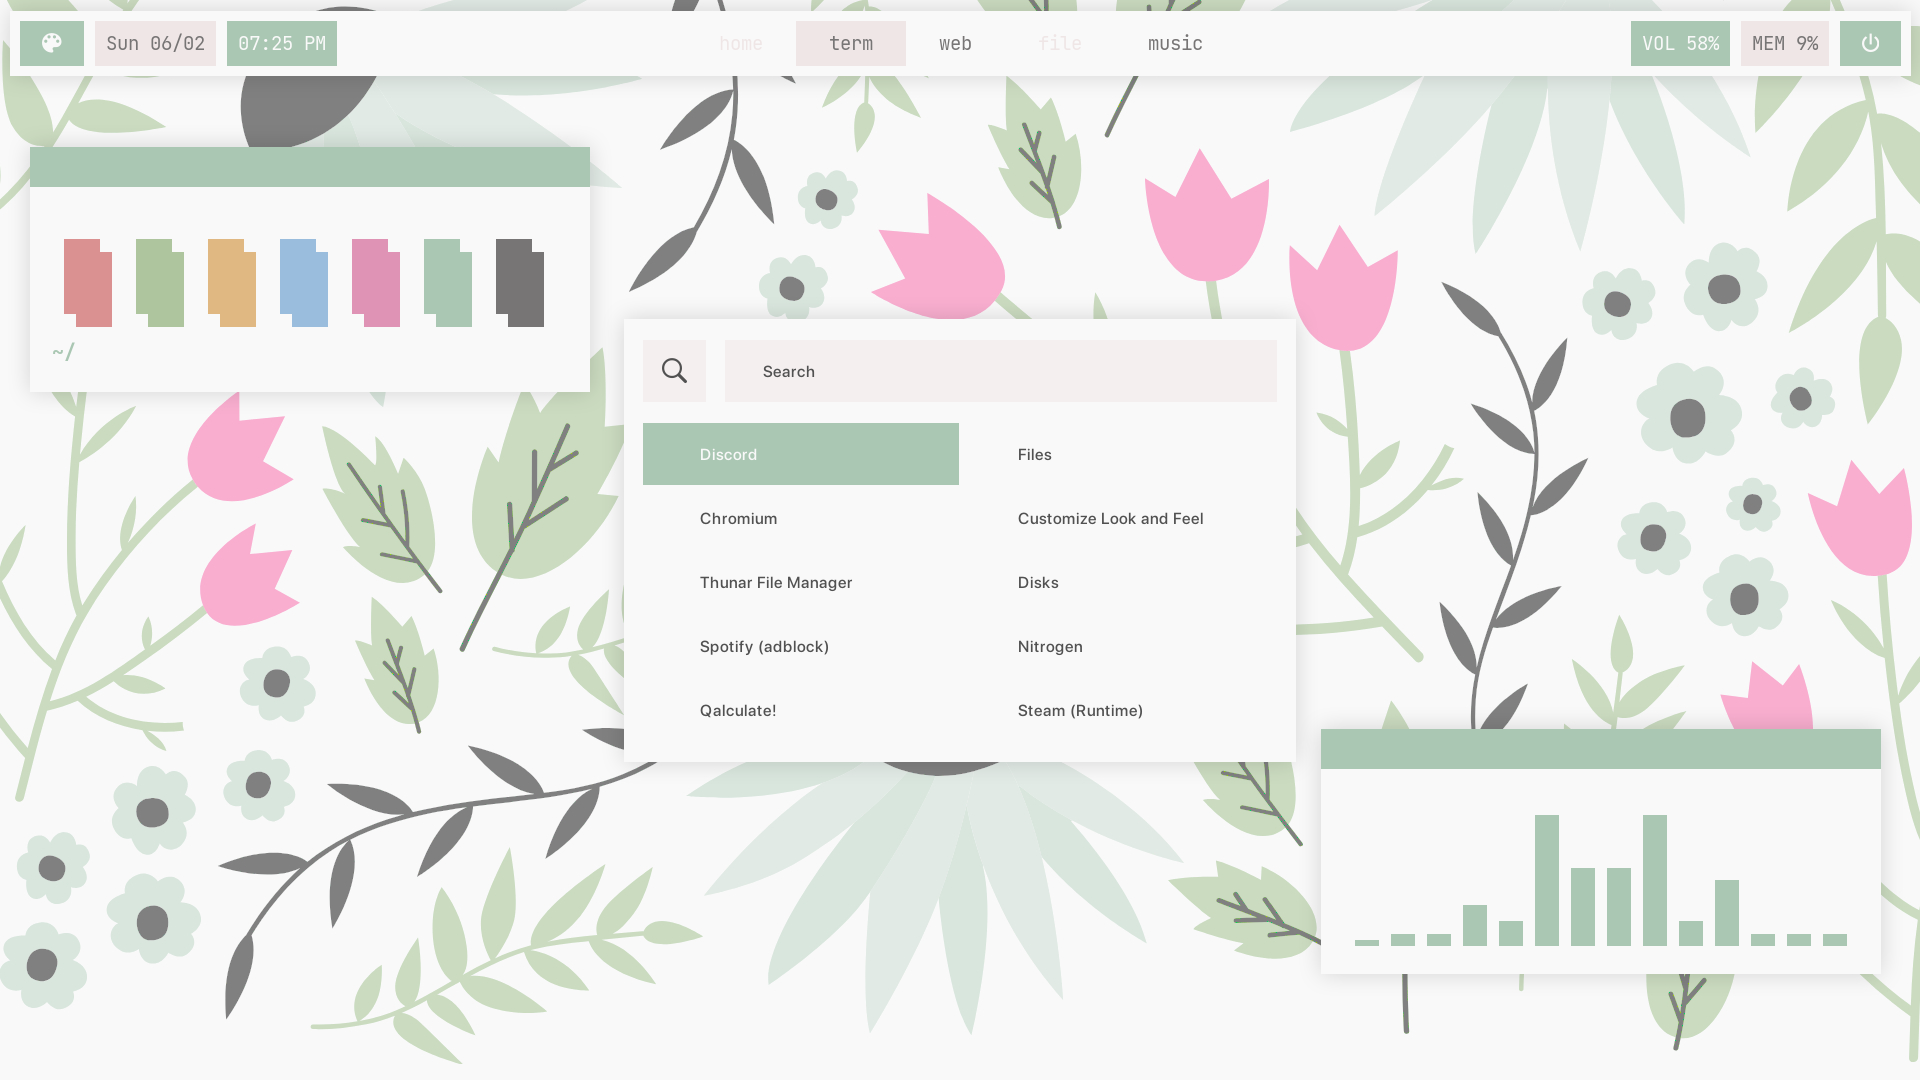 Sun 06/02
07:25 PM
home
term
web
file
music
VOL 58%
MEM 9%
~/
Search
Discord
Files
Chromium
Customize Look and Feel
Thunar File Manager
Disks
Spotify (adblock)
Nitrogen
Qalculate!
Steam (Runtime)